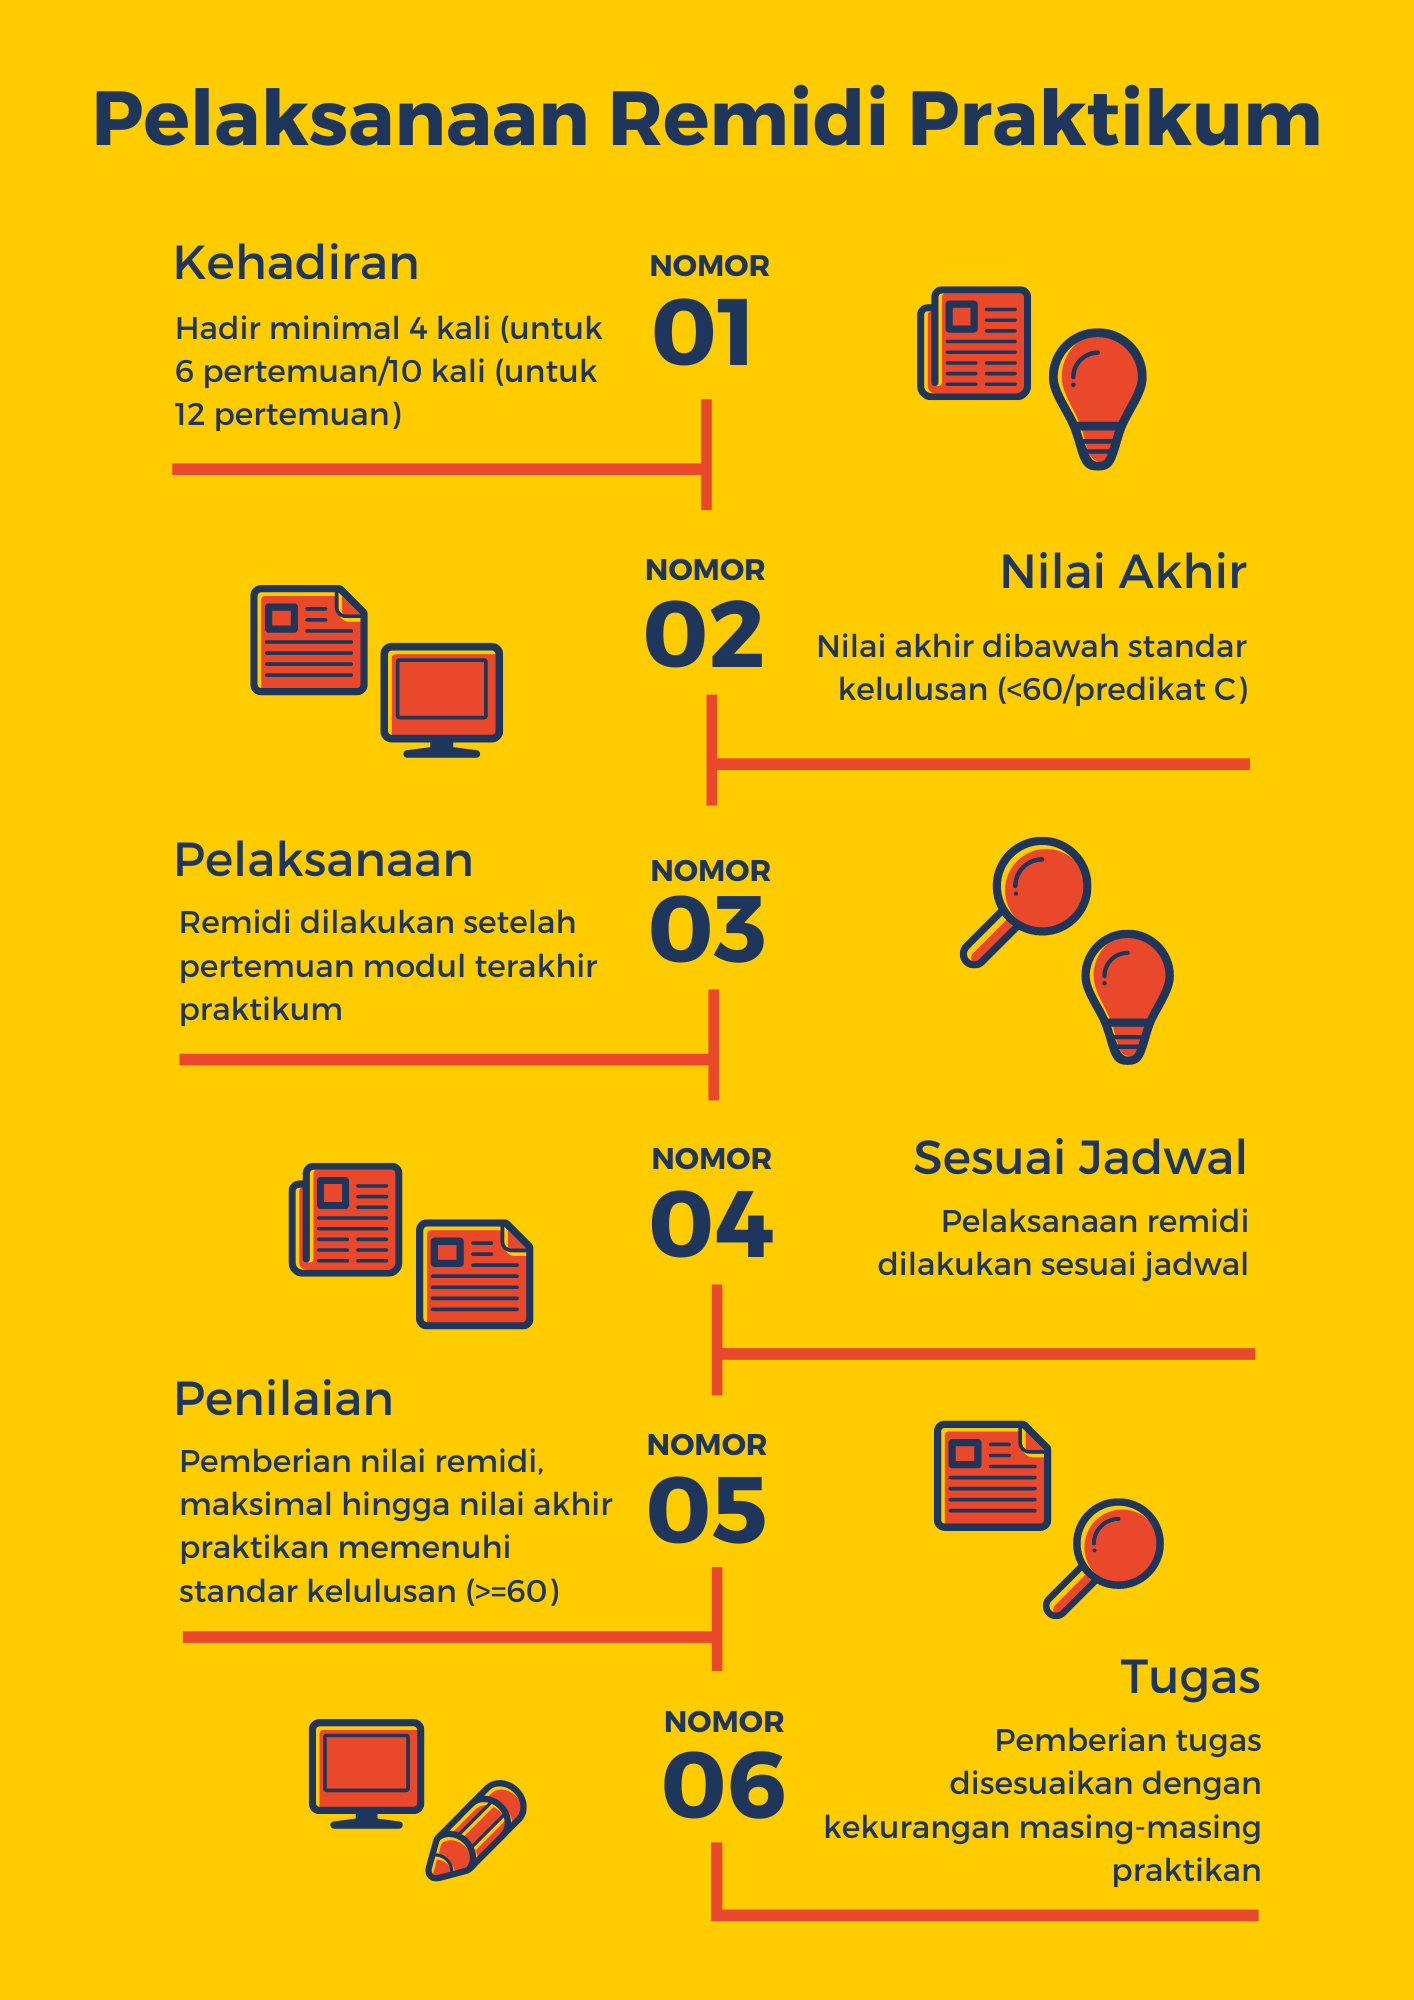 Pelaksanaan Remidi Praktikum
Kehadiran
Hadir minimal 4 kali (untuk
6 pertemuan/10 kali (untuk
12 pertemuan)
NOMOR
01
NOMOR
02
Nilai Akhir
Nilai akhir dibawah standar
kelulusan (<60/predikat C)
Pelaksanaan
Remidi dilakukan setelah
pertemuan modul terakhir
praktikum
NOMOR
03
NOMOR
04
Sesuai Jadwal
Pelaksanaan remidi
dilakukan sesuai jadwal
Penilaian
Pemberian nilai remidi,
maksimal hingga nilai akhir
praktikan memenuhi
standar kelulusan (>=60)
NOMOR
05
NOMOR
06
Tugas
Pemberian tugas
disesuaikan dengan
kekurangan masing-masing
praktikan